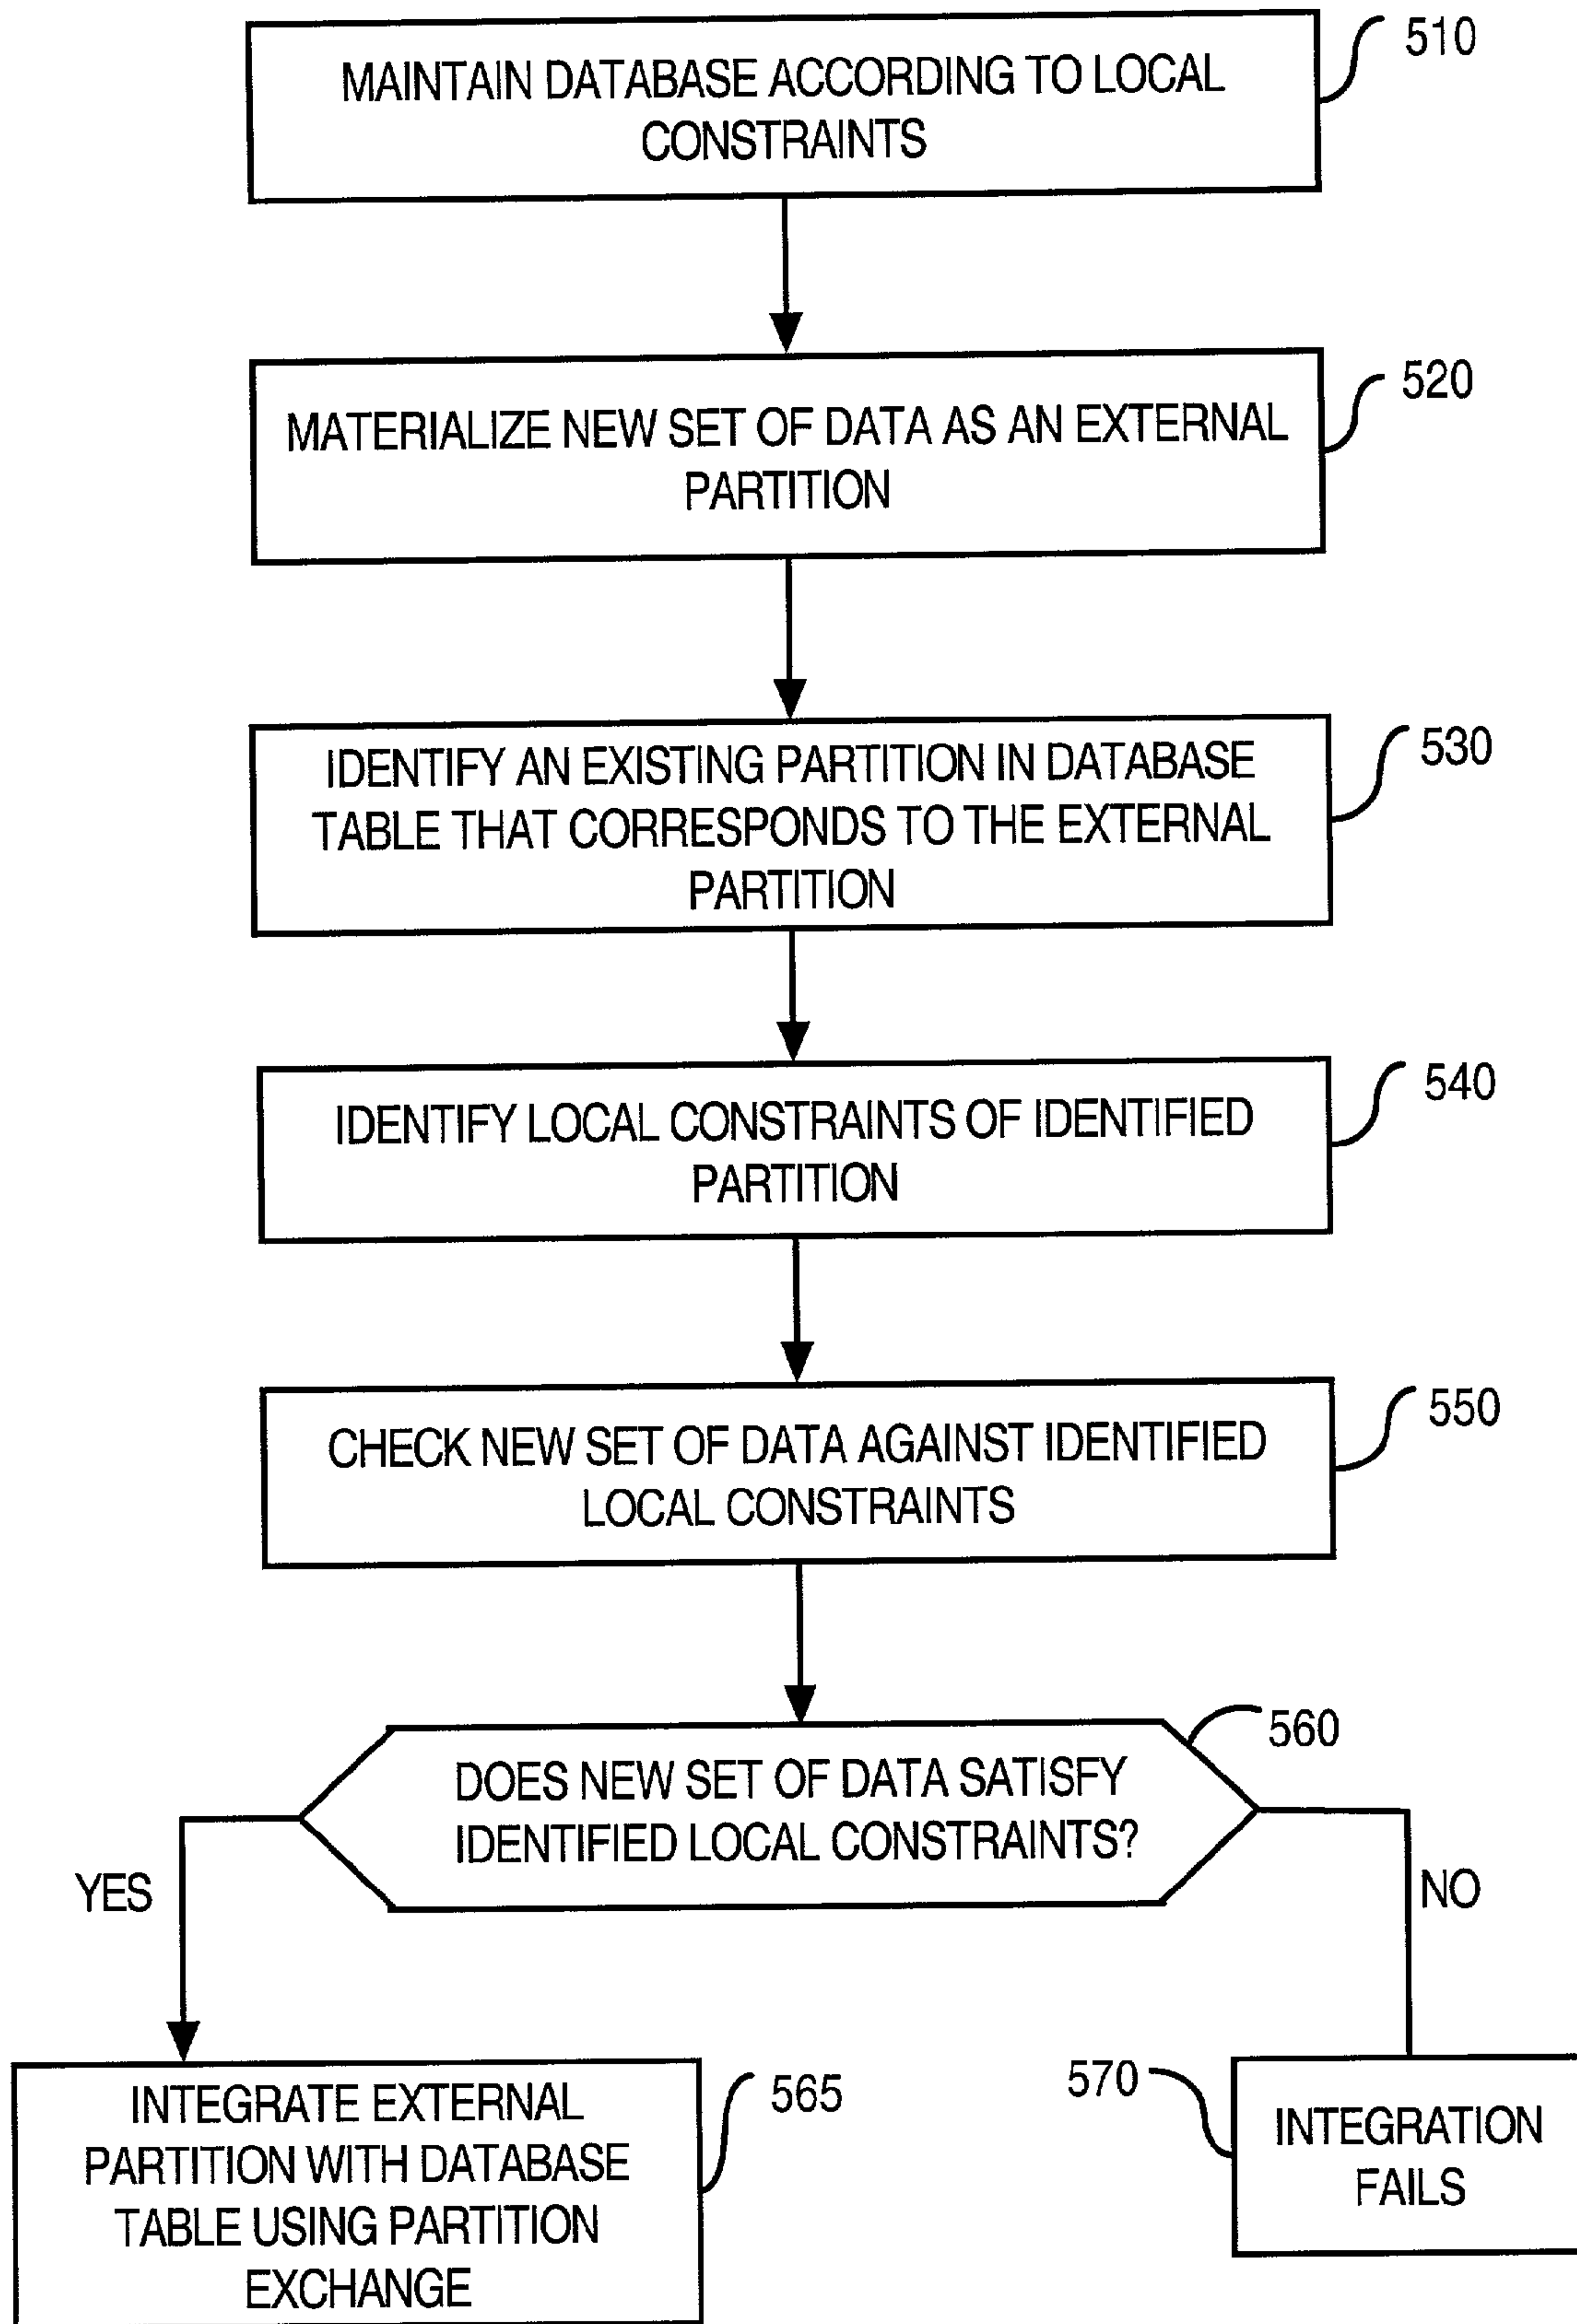 510
MAINTAIN DATABASE ACCORDING TO LOCAL
CONSTRAINTS
520
MATERIALIZE NEW SET OF DATA AS AN EXTERNAL
PARTITION
530
IDENTIFY AN EXISTING PARTITION IN DATABASE
TABLE THAT CORRESPONDS TO THE EXTERNAL
PARTITION
540
IDENTIFY LOCAL CONSTRAINTS OF IDENTIFIED
PARTITION
550
CHECK NEW SET OF DATA AGAINST IDENTIFIED
LOCAL CONSTRAINTS
560
DOES NEW SET OF DATA SATISFY
IDENTIFIED LOCAL CONSTRAINTS?
YES
NO
565
INTEGRATE EXTERNAL
PARTITION WITH DATABASE
TABLE USING PARTITION
EXCHANGE
570
INTEGRATION
FAILS